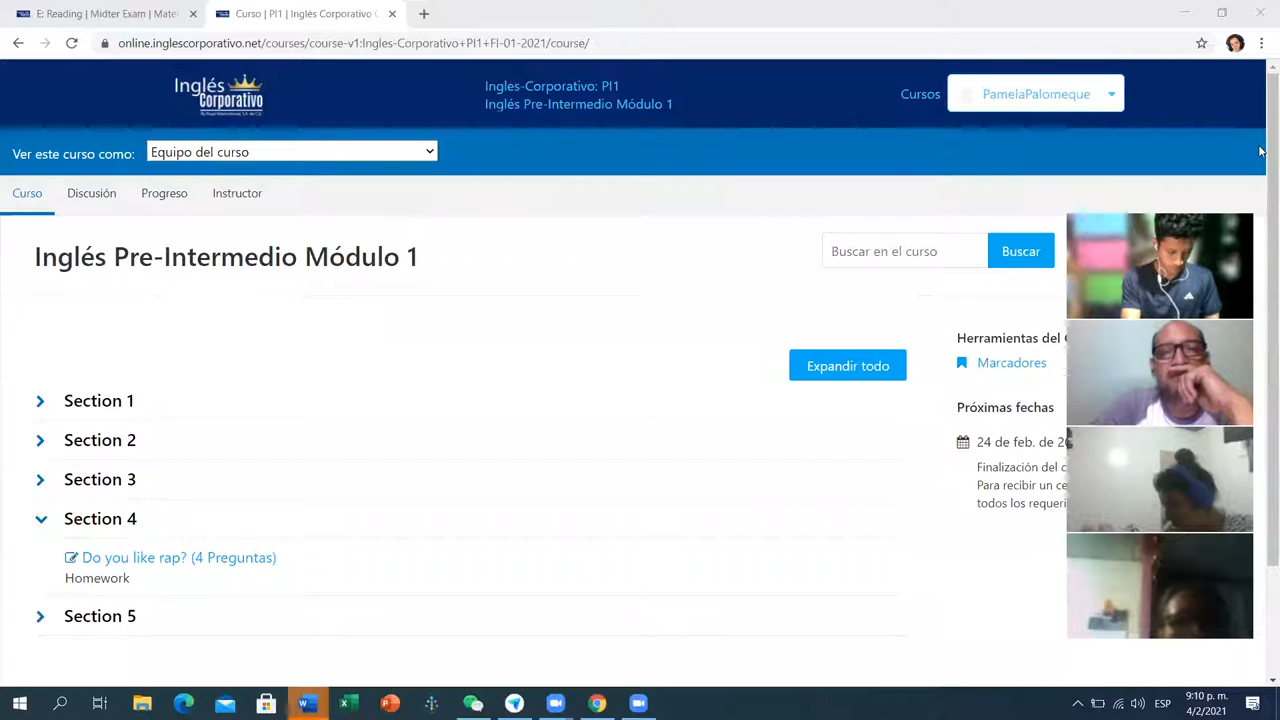 E: Reading | Midter Exam | Mate
Curso | PI1 | Inglés Corporativo
online.inglescorporativo.net/courses/course-v1:Ingles-Corporativo+PI1+FI-01-2021/course/
Inglés
Corporativo
Ingles-Corporativo: PI1
Inglés Pre-Intermedio Módulo 1
Cursos
PamelaPalomeque
Ver este curso como:
Equipo del curso
Curso
Discusión
Progreso
Instructor
Inglés Pre-Intermedio Módulo 1
Buscar en el curso
Buscar
Herramientas del
Marcadores
Expandir todo
Próximas fechas
Section 1
Section 2
24 de feb. de 20
Finalización del c
Para recibir un ce
todos los requeri
Section 3
Section 4
Do you like rap? (4 Preguntas)
Homework
Section 5
ESP
9:10 p. m.
4/2/2021